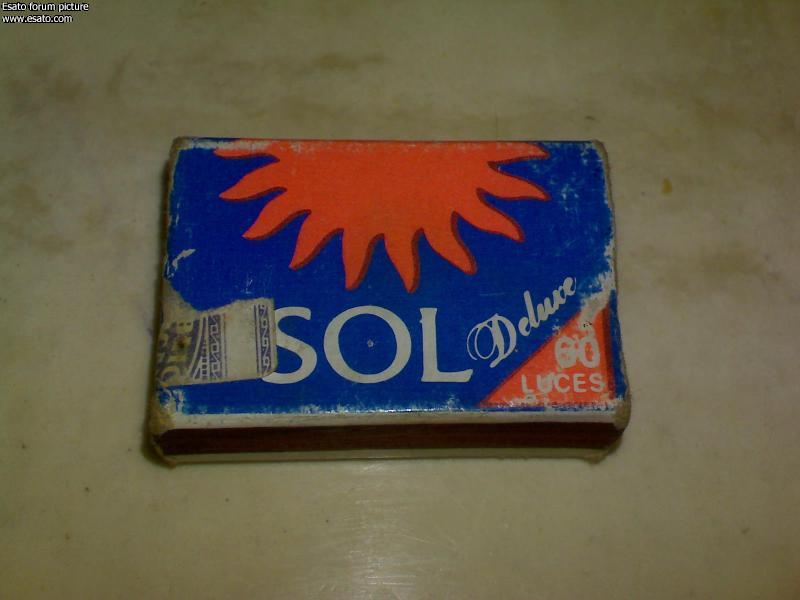 Esato forum picture
www.esato.com
SOL Deluxe
60
LUCES